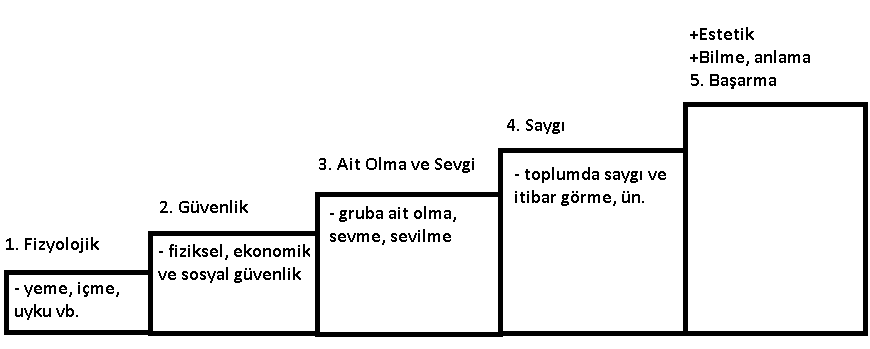 1. Fizyolojik
- yeme, içme,
uyku vb.
2. Güvenlik
- fiziksel, ekonomik
ve sosyal güvenlik
3. Ait Olma ve Sevgi
- gruba ait olma,
sevme, sevilme
4. Saygı
- toplumda saygı ve
itibar görme, ün.
+Estetik
+Bilme, anlama
5. Başarma